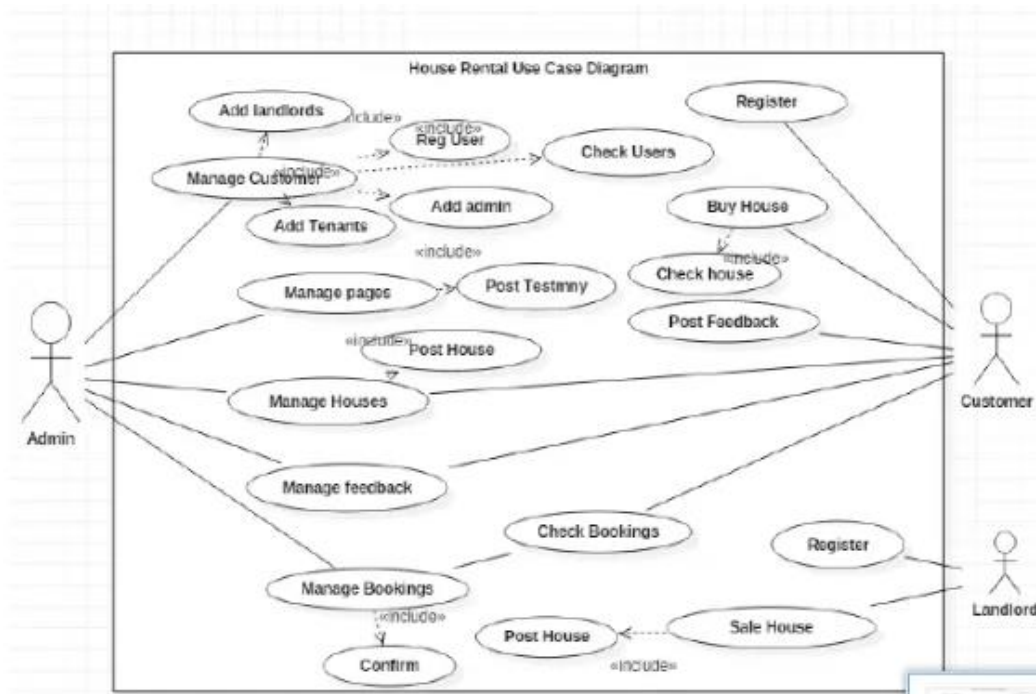 House Rental Use Case Diagram
Add landlords
«include»
Register
«include»
Reg User
Check Users
«include»
Manage Customer
Add admin
Buy House
Add Tenants
«include»
«include»
Check house
Manage pages
Post Testmny
Post Feedback
«include»
Post House
Manage Houses
Customer
Admin
Manage feedback
Check Bookings
Register
Manage Bookings
«include»
Landlord
Post House
Sale House
Confirm
«include»